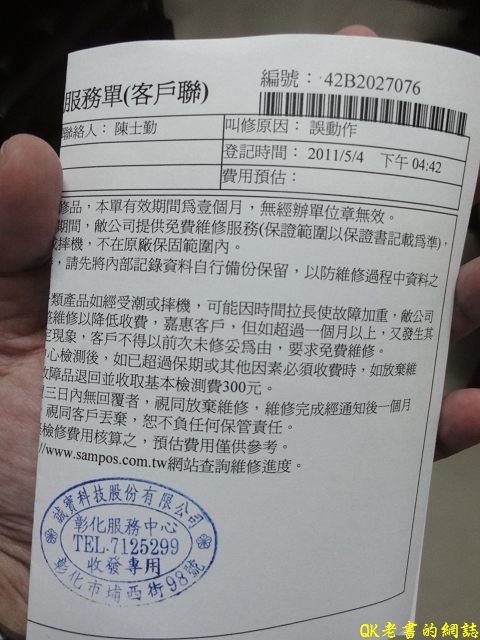 編號： 42B2027076
服務單(客戶聯)
聯絡人： 陳士勤
叫修原因： 誤動作
登記時間： 2011/5/4 下午 04:42
費用預估：
修品，本單有效期間為壹個月，無經辦單位章無效。
期間，敝公司提供免費維修服務(保證範圍以保證書記載為準)，
或摔機，不在原廠保固範圍內。
，請先將內部記錄資料自行備份保留，以防維修過程中資料之
類產品如經受潮或摔機，可能因時間拉長使故障加重，敝公司
維修以降低收費，嘉惠客戶，但如超過一個月以上，又發生其
現象，客戶不得以前次未修妥為由，要求免費維修。
心檢測後，如已超過保期或其他因素必須收費時，如放棄維
故障品退回並收取基本檢測費300元。
三日內無回覆者，視同放棄維修，維修完成經通知後一個月
視同客戶丟棄，恕不負任何保管責任。
檢修費用核算之，預估費用僅供參考。
//www.sampos.com.tw網站查詢維修進度。
誠寶科技股份有限公司
彰化服務中心
TEL.7125299
收發專用
彰化市埔西街98號
QK老書的網誌